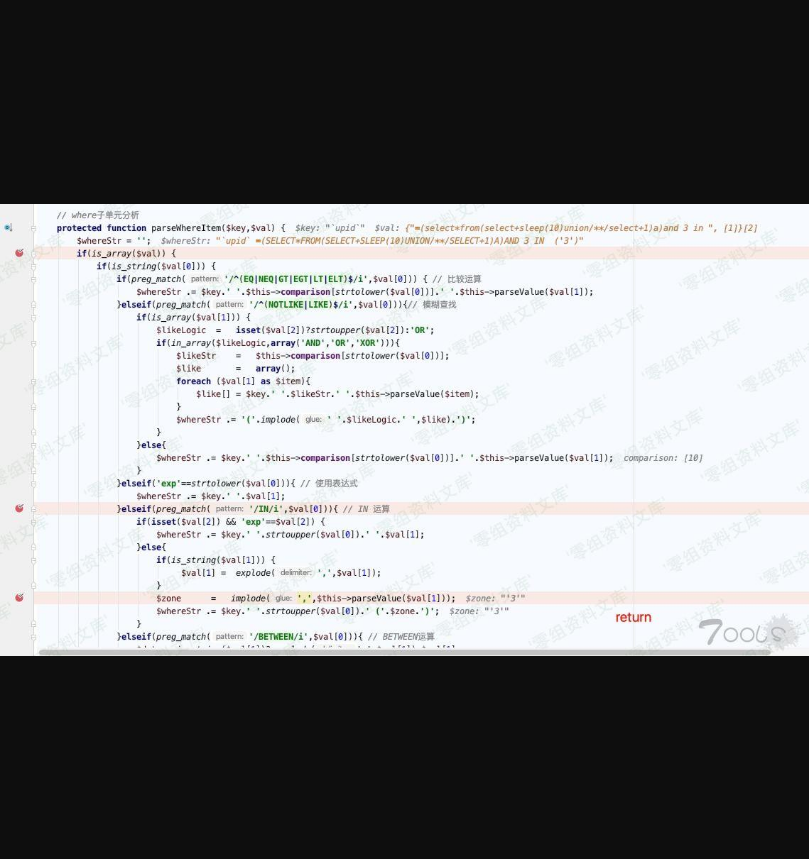 // where子单元分析
protected function parseWhereItem($key,$val) { $key: "`upid`" $val: {"=(select*from(select+sleep(10)union/**/select+1)a)and 3 in ", [1]}[2]
$whereStr = ''; $whereStr: "`upid` =(SELECT*FROM(SELECT+SLEEP(10)UNION/**/SELECT+1)A)AND 3 IN ('3')"
if(is_array($val)) {
if(is_string($val[0])) {
if(preg_match( pattern: '/^(EQ|NEQ|GT|EGT|LT|ELT)$/i',$val[0])) { // 比较运算
$whereStr .= $key.' '.$this->comparison[strtolower($val[0])].' '.$this->parseValue($val[1]);
}elseif(preg_match( pattern: '/^(NOTLIKE|LIKE)$/i',$val[0])){// 模糊查找
if(is_array($val[1])) {
$likeLogic = isset($val[2])?strtoupper($val[2]):'OR';
if(in_array($likeLogic,array('AND','OR','XOR'))){
$likeStr = $this->comparison[strtolower($val[0])];
$like = array();
foreach ($val[1] as $item){
$like[] = $key.' '.$likeStr.' '.$this->parseValue($item);
}
$whereStr .= '('.implode( glue: ' '.$likeLogic.' ',$like).')';
}
}else{
$whereStr .= $key.' '.$this->comparison[strtolower($val[0])].' '.$this->parseValue($val[1]); comparison: [10]
}
}elseif('exp'==strtolower($val[0])){ // 使用表达式
$whereStr .= $key.' '.$val[1];
}elseif(preg_match( pattern: '/IN/i',$val[0])){ // IN 运算
if(isset($val[2]) && 'exp'==$val[2]) {
$whereStr .= $key.' '.strtoupper($val[0]).' '.$val[1];
}else{
if(is_string($val[1])) {
$val[1] = explode( delimiter: ',',$val[1]);
}
$zone = implode( glue: ',',$this->parseValue($val[1])); $zone: "'3'"
$whereStr .= $key.' '.strtoupper($val[0]).' ('.$zone.')'; $zone: "'3'"
}
return
}elseif(preg_match( pattern: '/BETWEEN/i',$val[0])){ // BETWEEN运算
7OOLS
零组资料文库